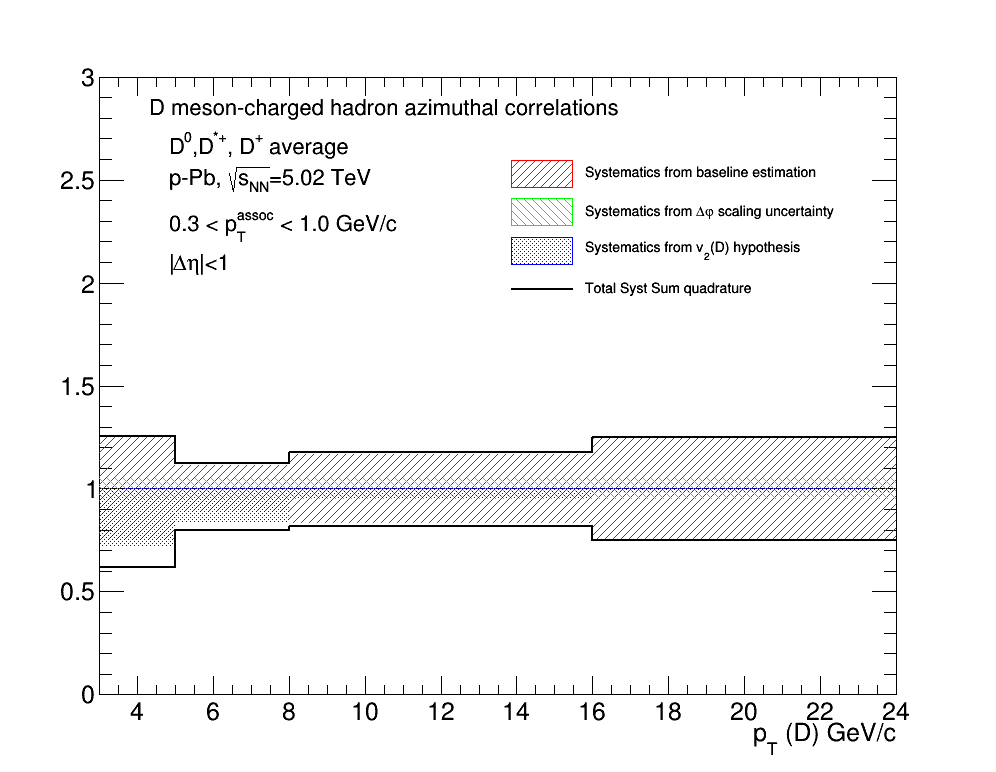 D meson-charged hadron azimuthal correlations
D⁰,D*⁺, D⁺ average
p-Pb, √sNN=5.02 TeV
0.3 < pTassoc < 1.0 GeV/c
|Δη|<1
Systematics from baseline estimation
Systematics from Δφ scaling uncertainty
Systematics from v₂(D) hypothesis
Total Syst Sum quadrature
3
2.5
2
1.5
1
0.5
0
4 6 8 10 12 14 16 18 20 22 24
pT (D) GeV/c